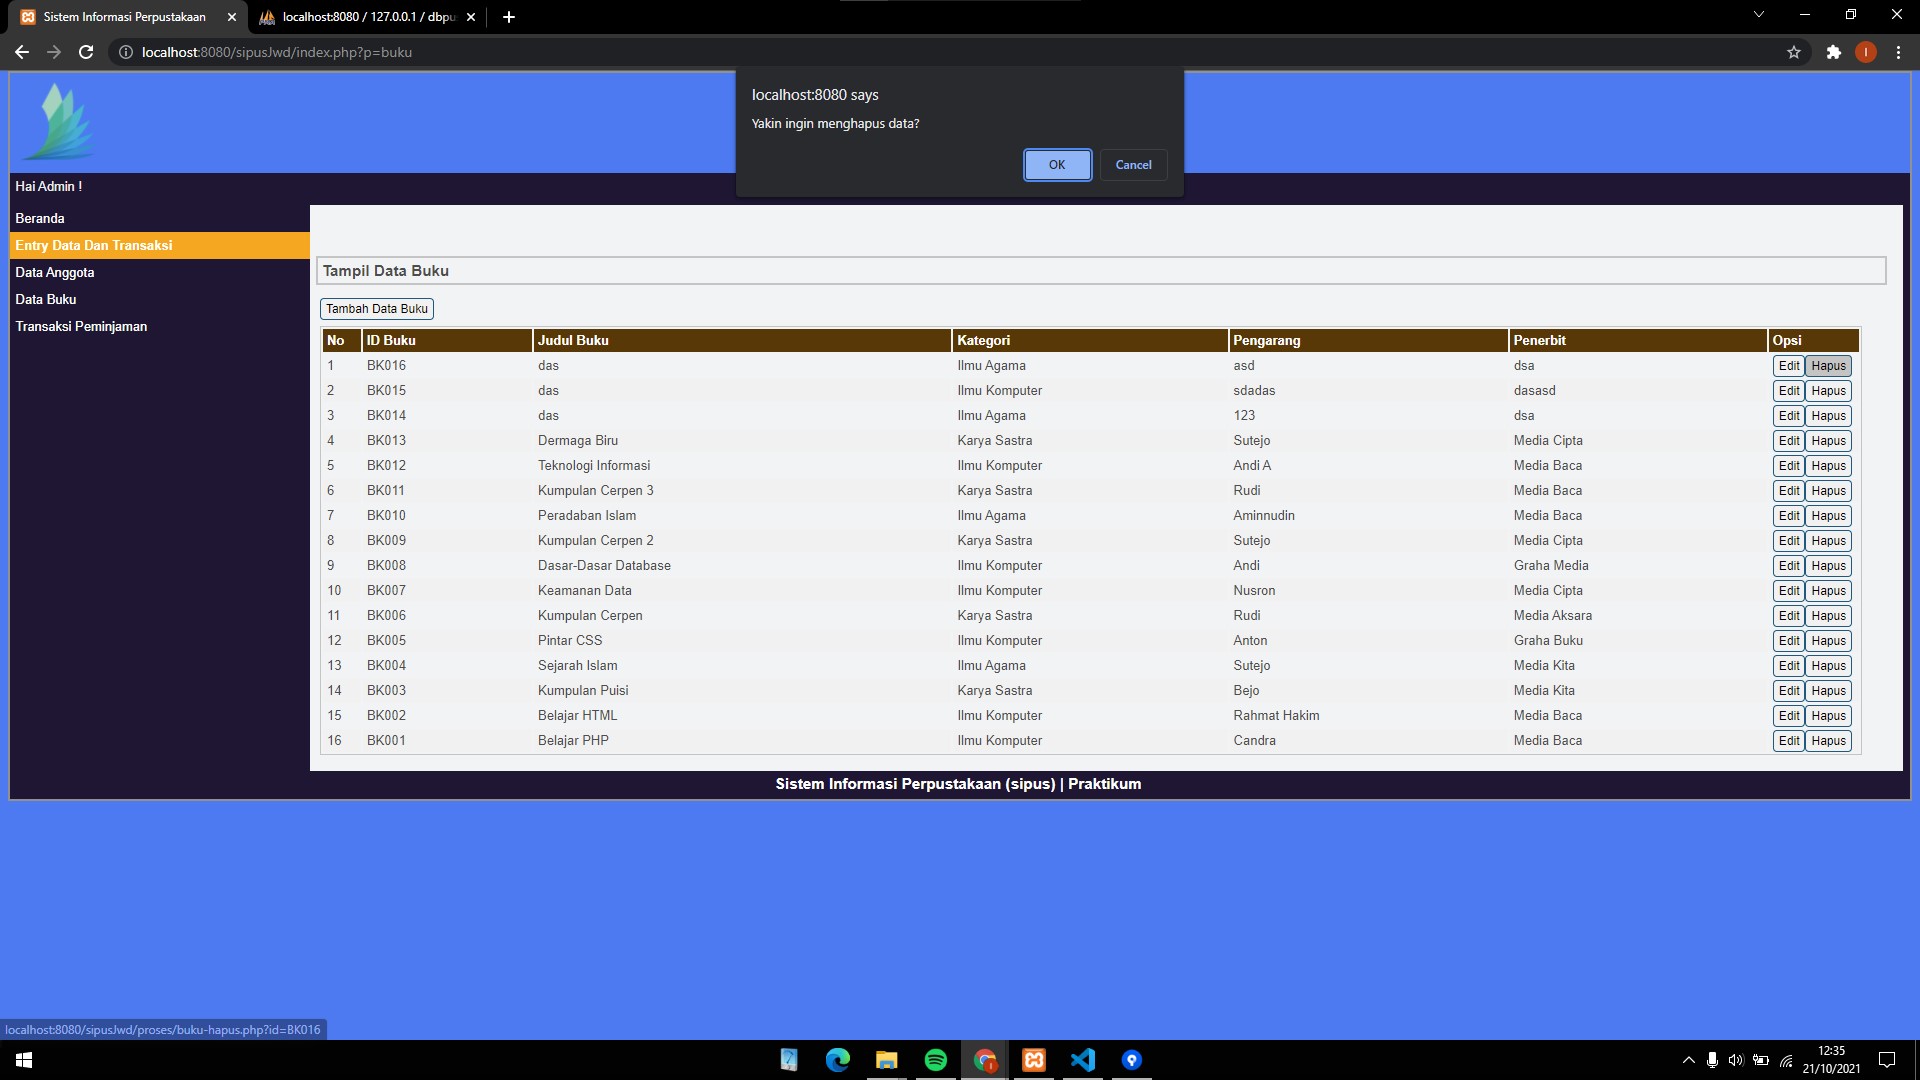 Sistem Informasi Perpustakaan
localhost:8080 / 127.0.0.1 / dbpu
localhost:8080/sipusJwd/index.php?p=buku
I
localhost:8080 says
Yakin ingin menghapus data?
OK Cancel
Hai Admin !
Beranda
Entry Data Dan Transaksi
Data Anggota
Data Buku
Transaksi Peminjaman
Tampil Data Buku
Tambah Data Buku
No ID Buku Judul Buku Kategori Pengarang Penerbit Opsi
1 BK016 das Ilmu Agama asd dsa Edit Hapus
2 BK015 das Ilmu Komputer sdadas dasasd Edit Hapus
3 BK014 das Ilmu Agama 123 dsa Edit Hapus
4 BK013 Dermaga Biru Karya Sastra Sutejo Media Cipta Edit Hapus
5 BK012 Teknologi Informasi Ilmu Komputer Andi A Media Baca Edit Hapus
6 BK011 Kumpulan Cerpen 3 Karya Sastra Rudi Media Baca Edit Hapus
7 BK010 Peradaban Islam Ilmu Agama Aminnudin Media Baca Edit Hapus
8 BK009 Kumpulan Cerpen 2 Karya Sastra Sutejo Media Cipta Edit Hapus
9 BK008 Dasar-Dasar Database Ilmu Komputer Andi Graha Media Edit Hapus
10 BK007 Keamanan Data Ilmu Komputer Nusron Media Cipta Edit Hapus
11 BK006 Kumpulan Cerpen Karya Sastra Rudi Media Aksara Edit Hapus
12 BK005 Pintar CSS Ilmu Komputer Anton Graha Buku Edit Hapus
13 BK004 Sejarah Islam Ilmu Agama Sutejo Media Kita Edit Hapus
14 BK003 Kumpulan Puisi Karya Sastra Bejo Media Kita Edit Hapus
15 BK002 Belajar HTML Ilmu Komputer Rahmat Hakim Media Baca Edit Hapus
16 BK001 Belajar PHP Ilmu Komputer Candra Media Baca Edit Hapus
Sistem Informasi Perpustakaan (sipus) | Praktikum
localhost:8080/sipusJwd/proses/buku-hapus.php?id=BK016
12:35
21/10/2021